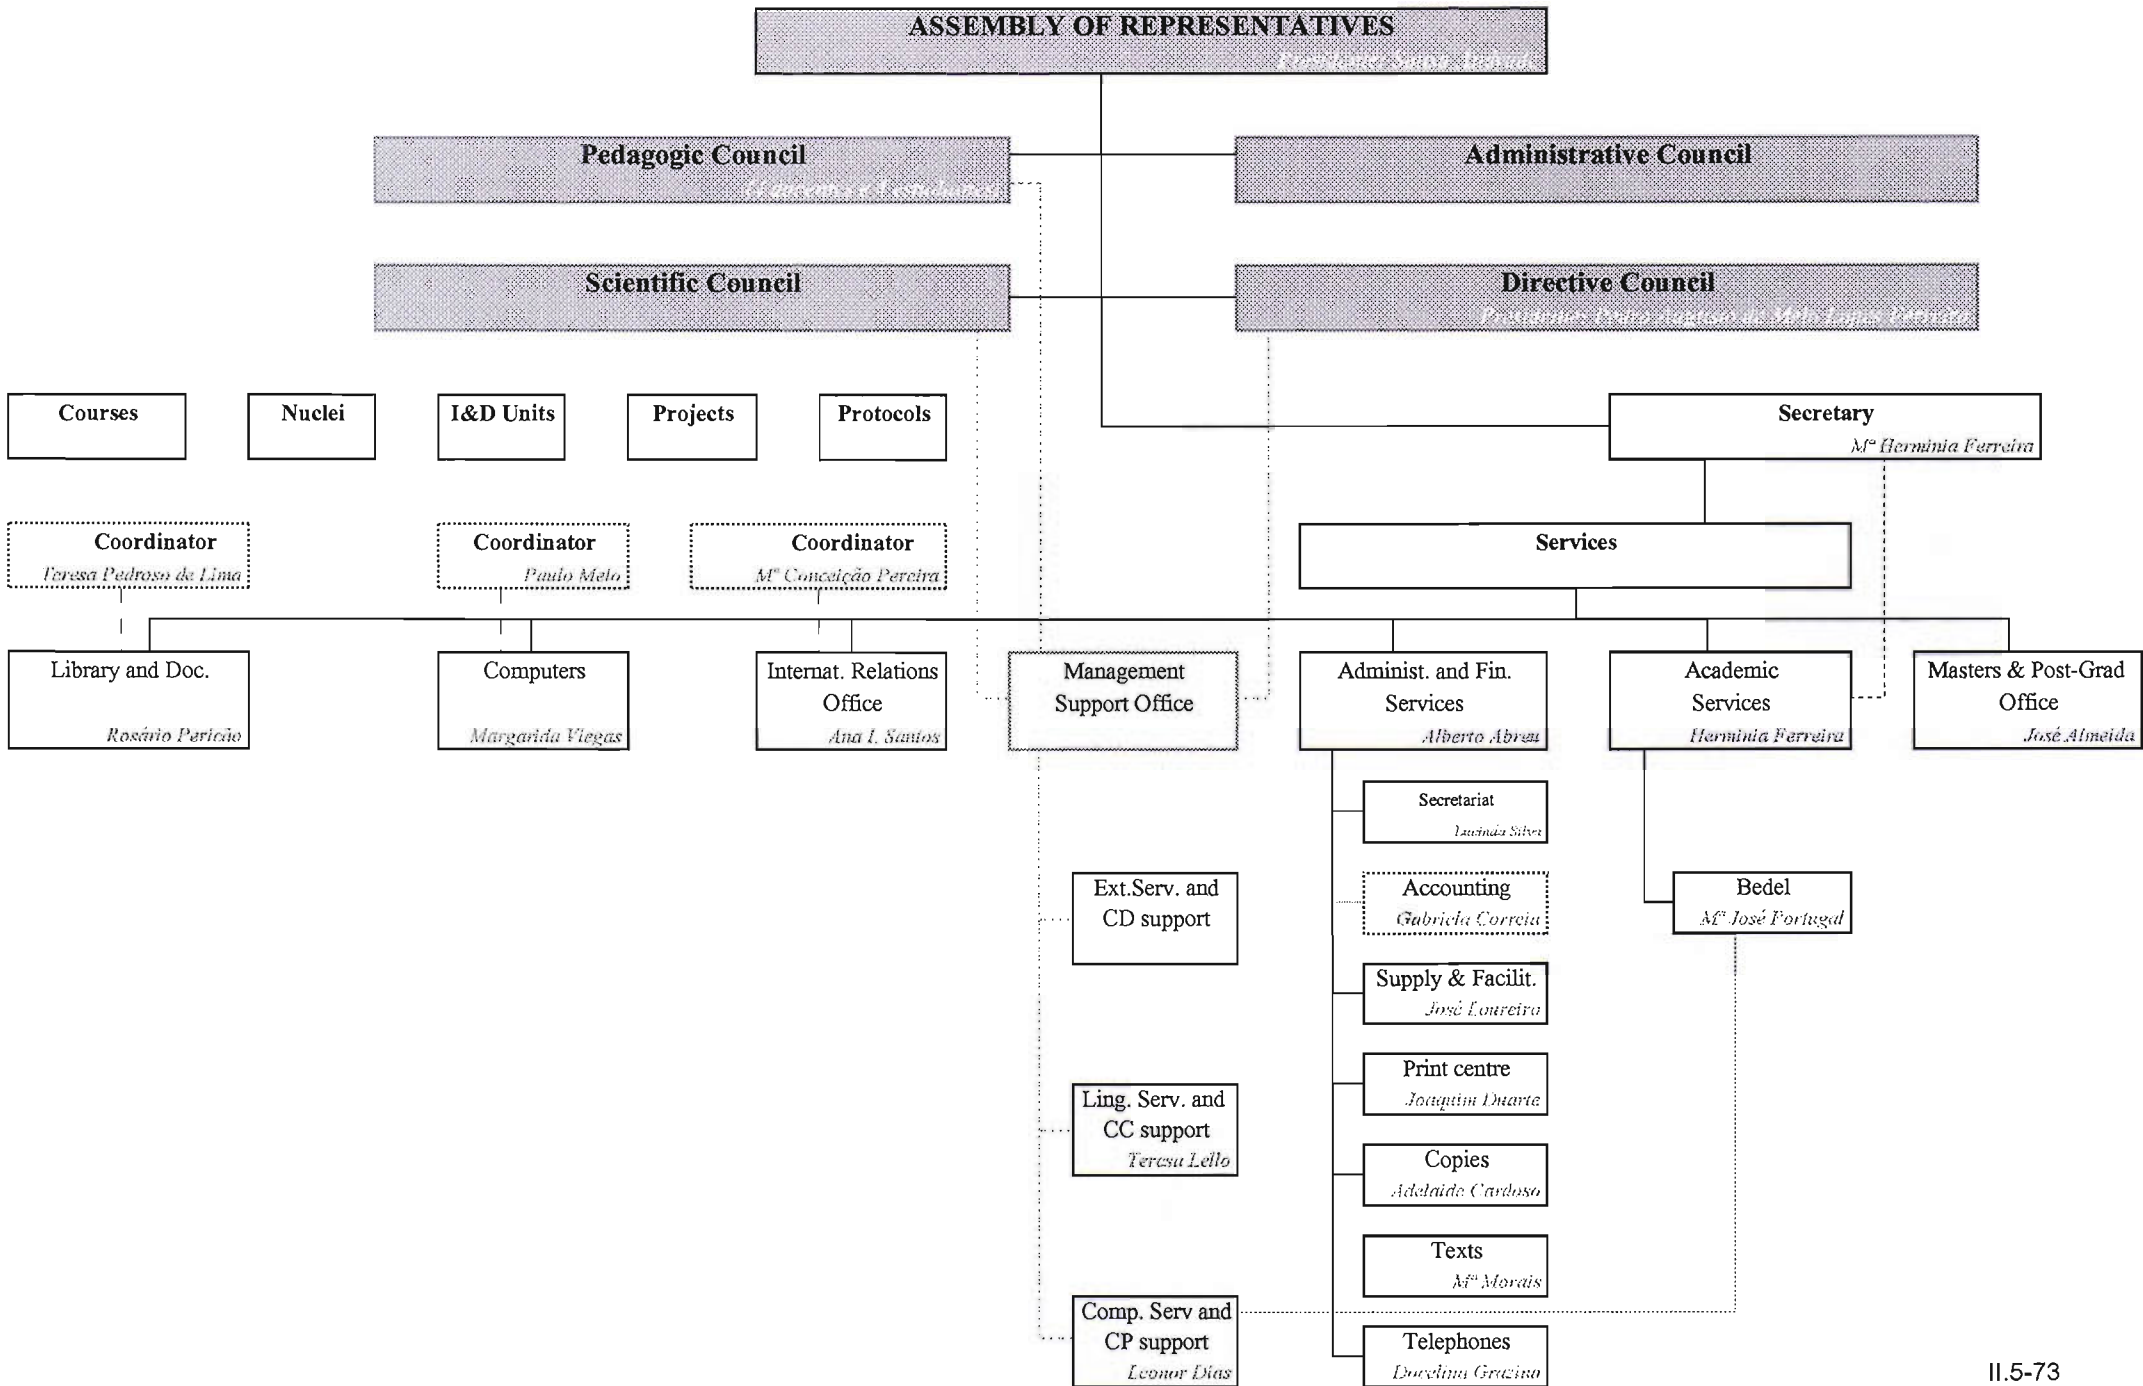 ASSEMBLY OF REPRESENTATIVES
Pedagogic Council
Administrative Council
Scientific Council
Directive Council
Courses
Nuclei
I&D Units
Projects
Protocols
Secretary
Mª Hermínia Ferreira
Coordinator
Teresa Pedroso de Lima
Coordinator
Paulo Melo
Coordinator
Mª Conceição Pereira
Services
Library and Doc.
Rosário Pericão
Computers
Margarida Viegas
Internat. Relations
Office
Ana I. Santos
Management
Support Office
Administ. and Fin.
Services
Alberto Abreu
Academic
Services
Hermínia Ferreira
Masters & Post-Grad
Office
José Almeida
Secretariat
Lucinda Silva
Ext.Serv. and
CD support
Accounting
Gabriela Correia
Bedel
Mª José Portugal
Supply & Facilit.
José Loureiro
Print centre
Joaquim Duarte
Ling. Serv. and
CC support
Teresa Lello
Copies
Adelaide Cardoso
Texts
Mª Morais
Comp. Serv and
CP support
Leonor Dias
Telephones
II.5-73